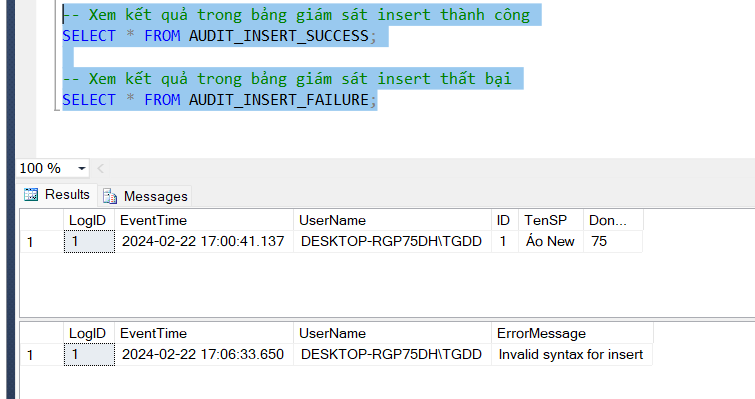 -- Xem kết quả trong bảng giám sát insert thành công
SELECT * FROM AUDIT_INSERT_SUCCESS;
-- Xem kết quả trong bảng giám sát insert thất bại
SELECT * FROM AUDIT_INSERT_FAILURE;
100 %
Results Messages
LogID EventTime UserName ID TenSP Don...
1 1 2024-02-22 17:00:41.137 DESKTOP-RGP75DH\TGDD 1 Áo New 75
LogID EventTime UserName ErrorMessage
1 1 2024-02-22 17:06:33.650 DESKTOP-RGP75DH\TGDD Invalid syntax for insert